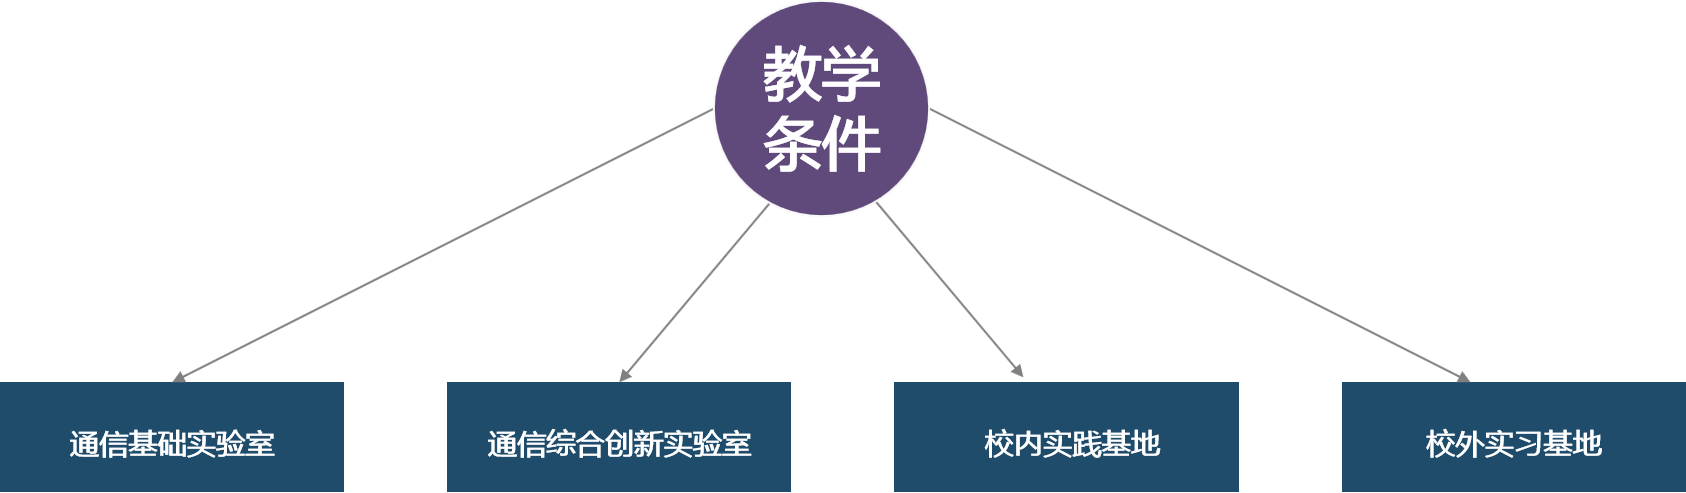 教学
条件
通信基础实验室
通信综合创新实验室
校内实践基地
校外实习基地